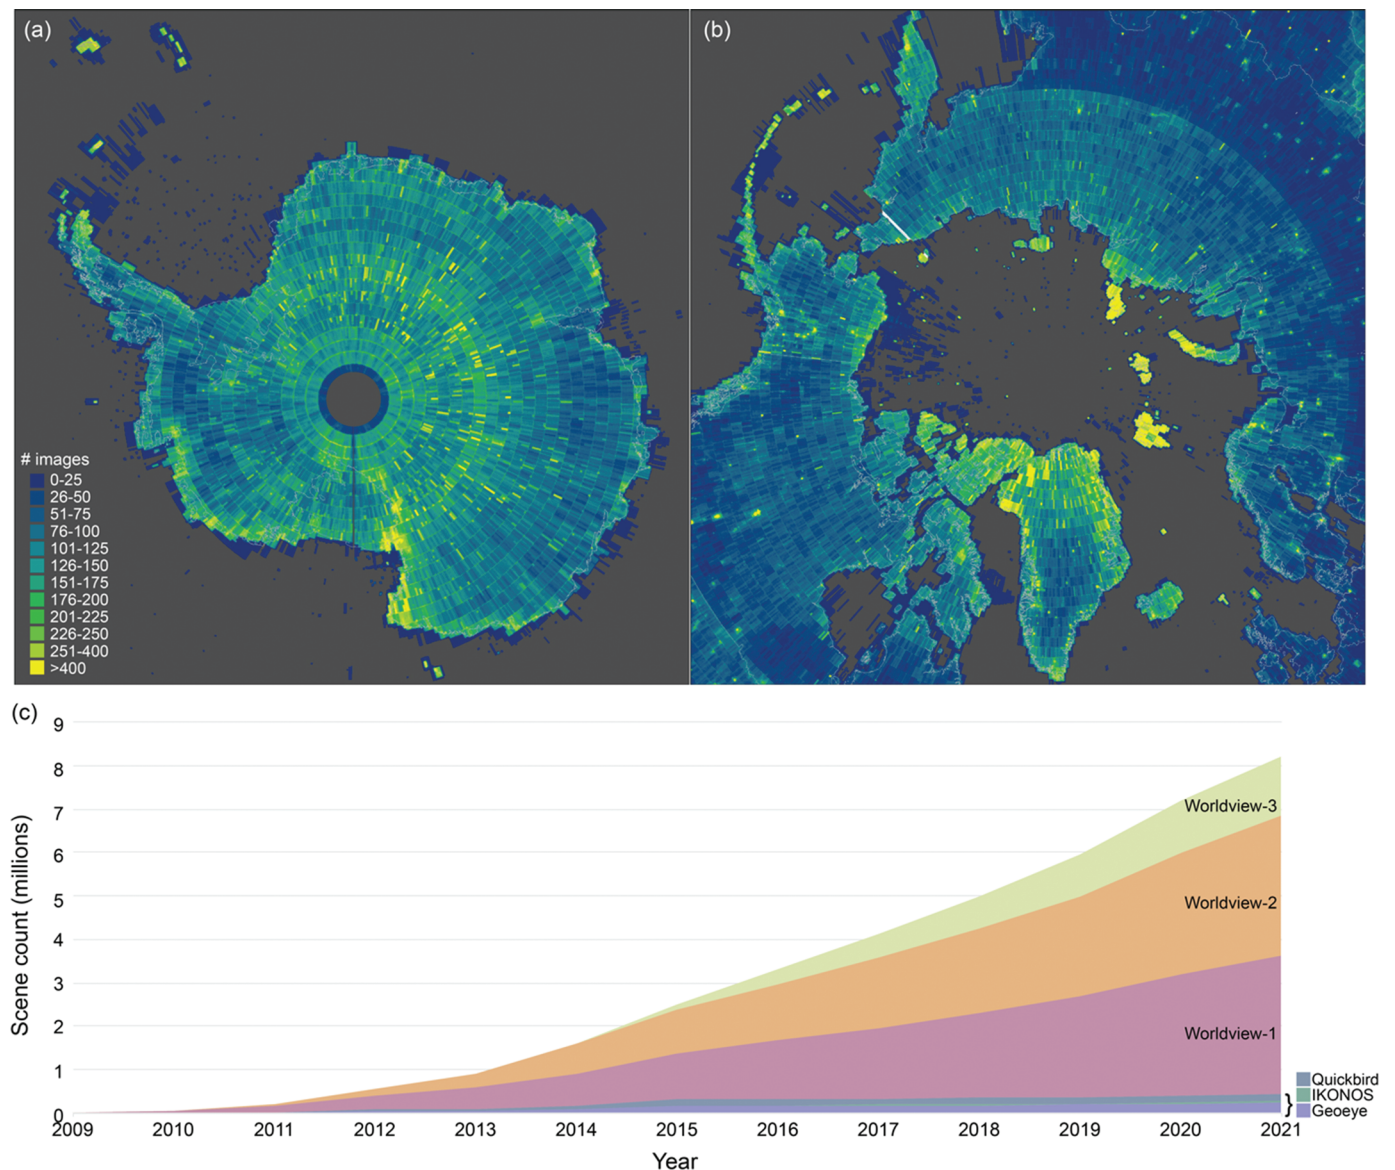 (a)
(b)
# images
0-25
26-50
51-75
76-100
101-125
126-150
151-175
176-200
201-225
226-250
251-400
>400
(c)
9
8
7
6
5
4
3
2
1
0
Scene count (millions)
Worldview-3
Worldview-2
Worldview-1
Quickbird
IKONOS
Geoeye
2009 2010 2011 2012 2013 2014 2015 2016 2017 2018 2019 2020 2021
Year